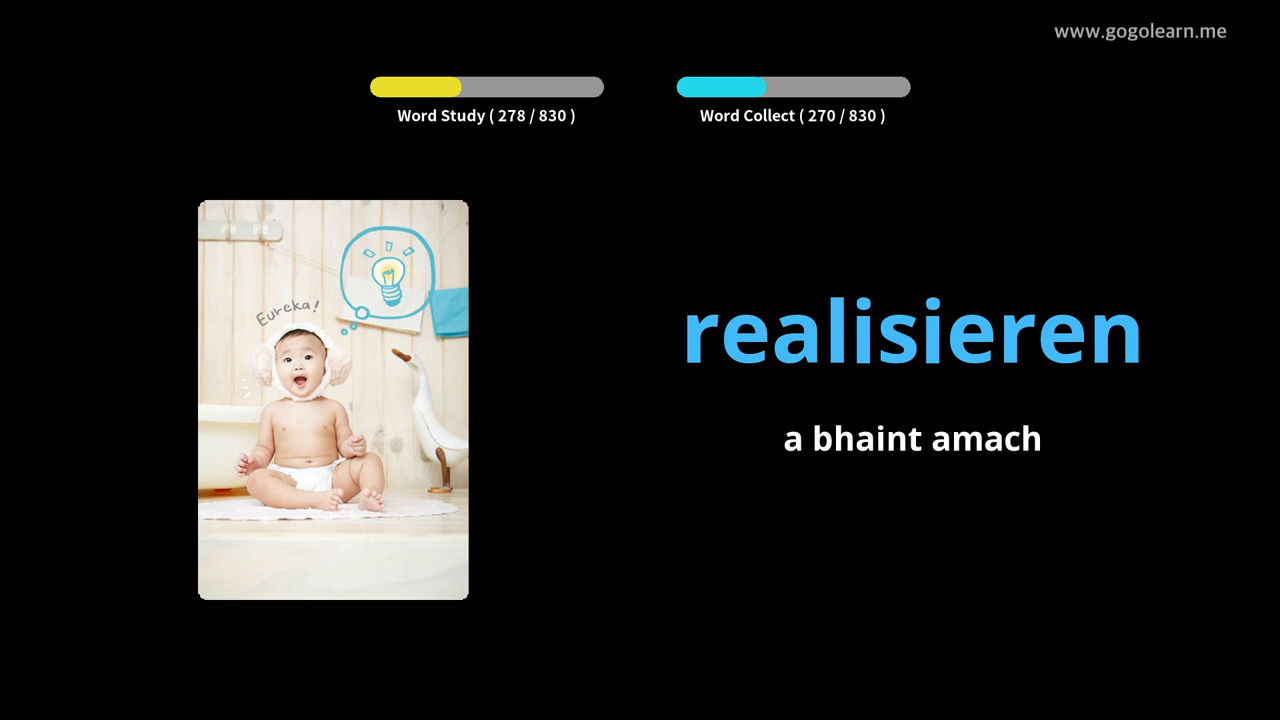 www.gogolearn.me
Word Study ( 278 / 830 )
Word Collect ( 270 / 830 )
Eureka!
realisieren
a bhaint amach